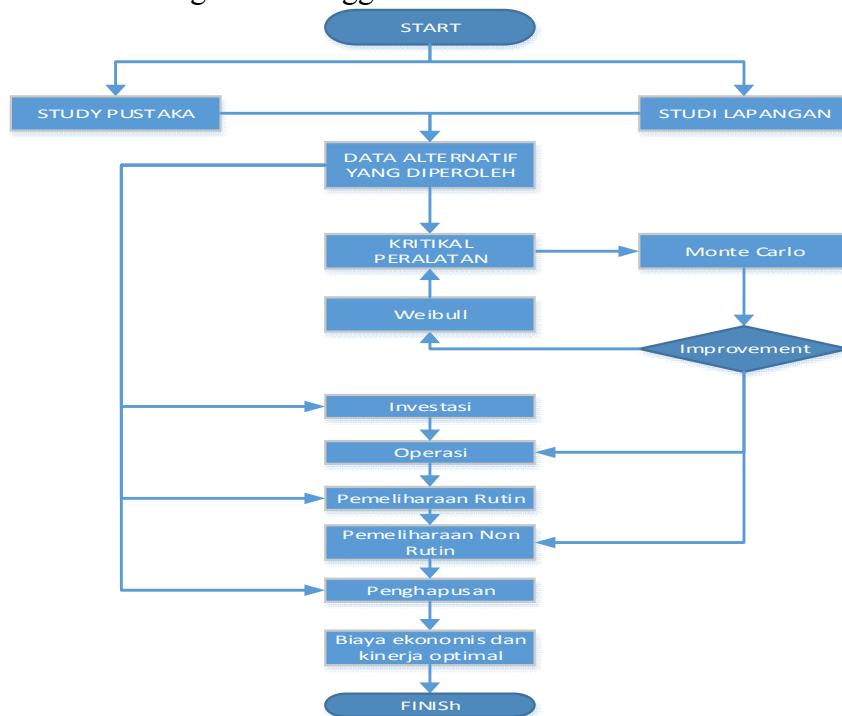 START
STUDY PUSTAKA
STUDI LAPANGAN
DATA ALTERNATIF
YANG DIPEROLEH
KRITIKAL
PERALATAN
Monte Carlo
Weibull
Improvement
Investasi
Operasi
Pemeliharaan Rutin
Pemeliharaan Non
Rutin
Penghapusan
Biaya ekonomis dan
kinerja optimal
FINISh